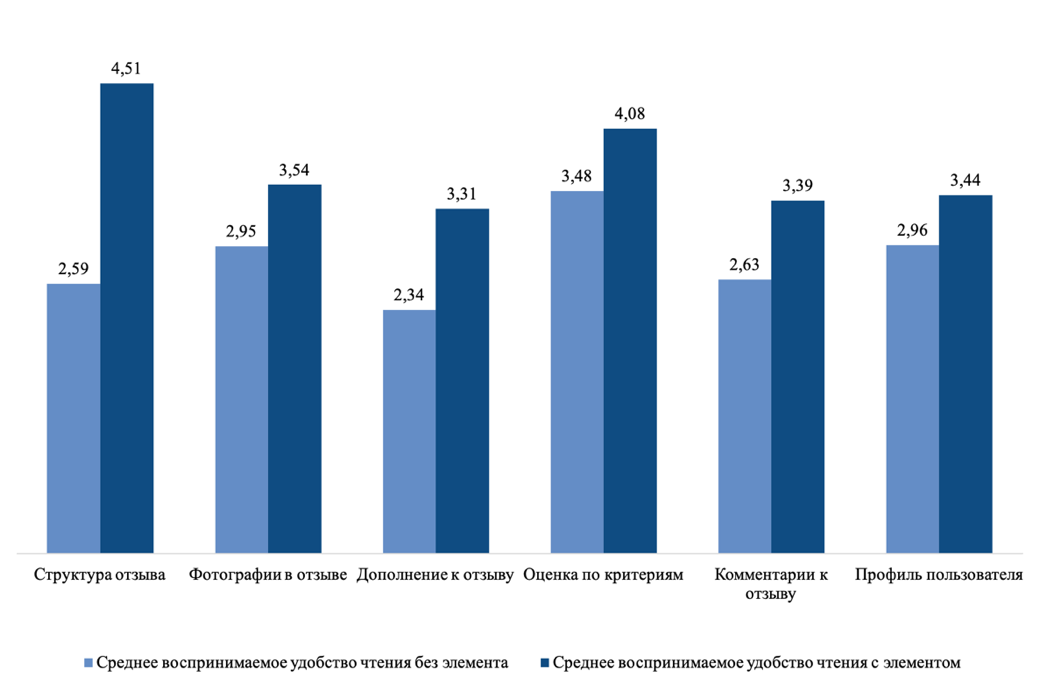 4,51
4,08
3,54
3,48
3,39
3,44
3,31
2,95
2,96
2,59
2,63
2,34
Структура отзыва
Фотографии в отзыве
Дополнение к отзыву
Оценка по критериям
Комментарии к
отзыву
Профиль пользователя
Среднее воспринимаемое удобство чтения без элемента
Среднее воспринимаемое удобство чтения с элементом